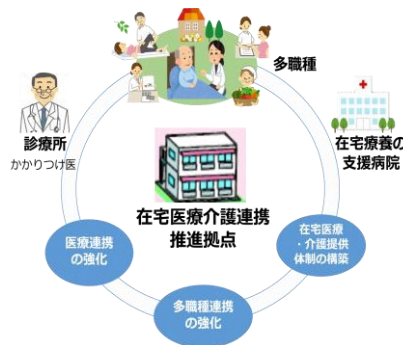 多職種
診療所
かかりつけ医
在宅療養の
支援病院
在宅医療介護連携
推進拠点
医療連携
の強化
在宅医療
・介護提供
体制の構築
多職種連携
の強化